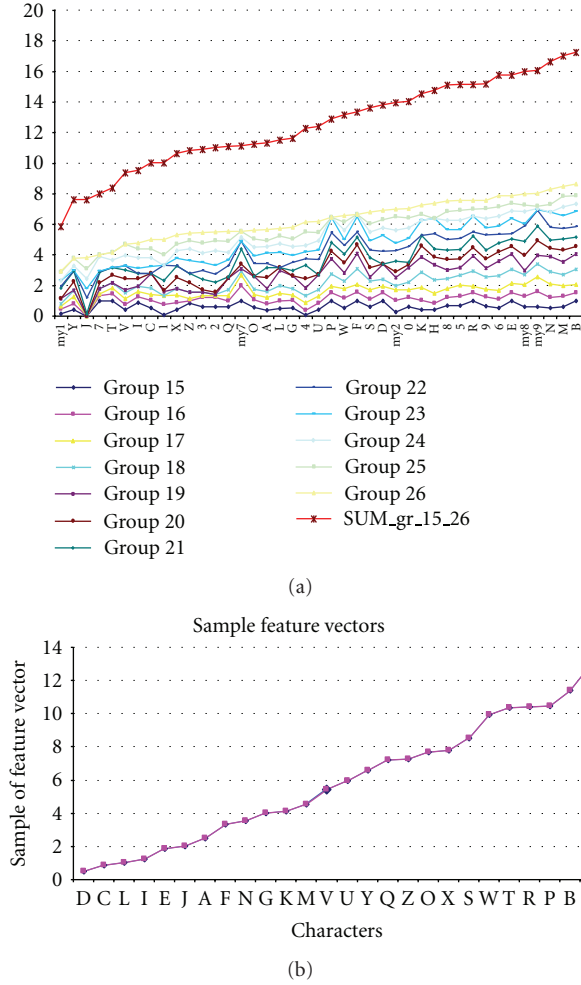 20
18
16
14
12
10
8
6
4
2
0
my1 Y J 7 T V I C 1 X Z 3 2 Q my7 O A L G 4 U P W F S D my2 0 K H 8 5 R 9 6 E my8 my9 N M B
Group 15
Group 16
Group 17
Group 18
Group 19
Group 20
Group 21
Group 22
Group 23
Group 24
Group 25
Group 26
SUM_gr_15_26
(a)
Sample feature vectors
Sample of feature vector
14
12
10
8
6
4
2
0
D C L I E J A F N G K M V U Y Q Z O X S W T R P B
Characters
(b)